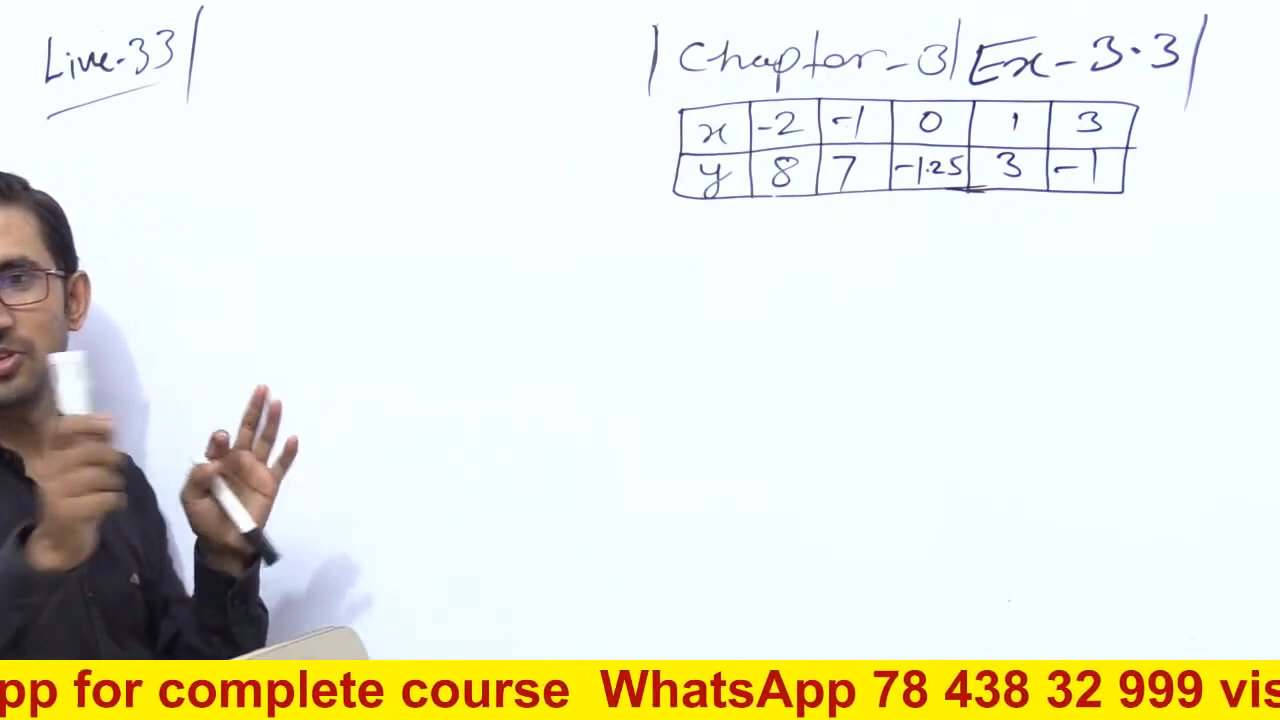 Live-33
Chapter-3 Ex-3.3
x -2 -1 0 1 3
y 8 7 -1.25 3 -1
pp for complete course WhatsApp 78 438 32 999 vis